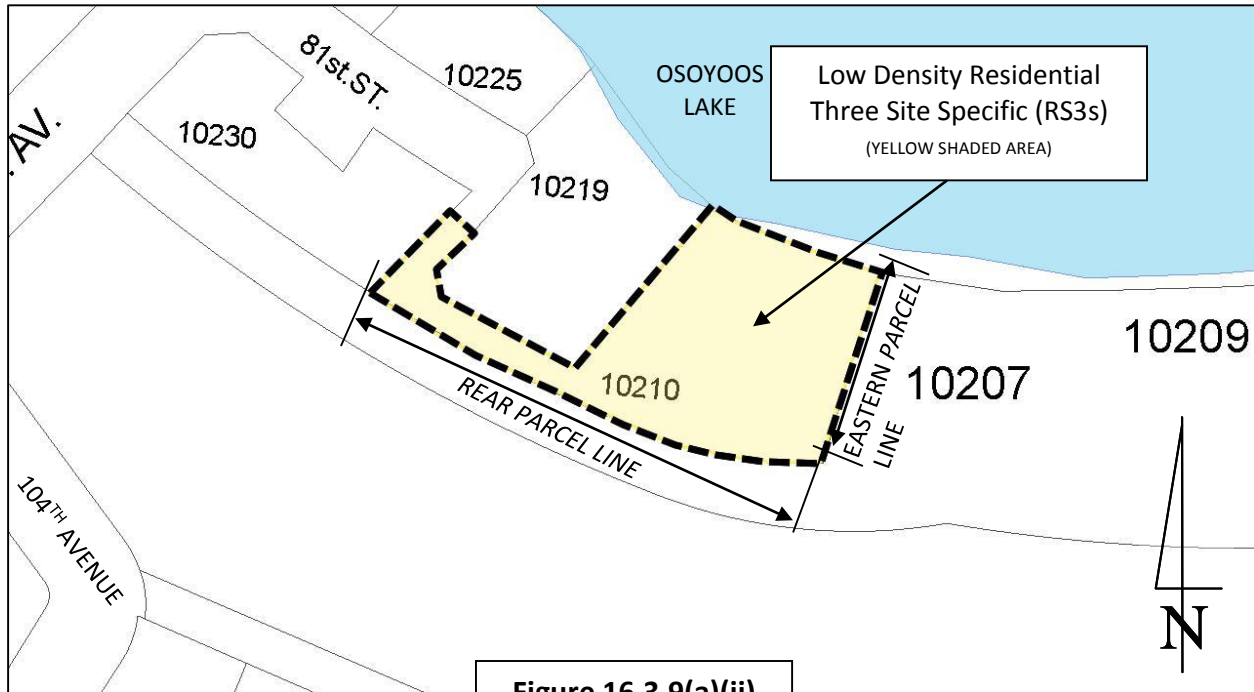 81st.ST.
10225
OSOYOOS
LAKE
Low Density Residential
Three Site Specific (RS3s)
(YELLOW SHADED AREA)
. AV.
10230
10219
10209
10207
10210
EASTERN PARCEL
LINE
REAR PARCEL LINE
104TH AVENUE
N
Figure 16.3.9(a)(ii)